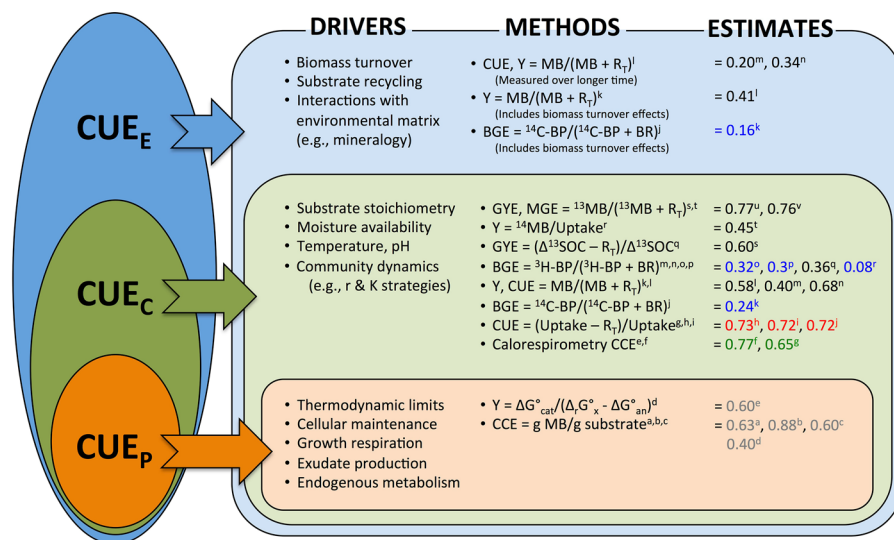 DRIVERS METHODS ESTIMATES
CUE_E
• Biomass turnover
• Substrate recycling
• Interactions with
environmental matrix
(e.g., mineralogy)
• CUE, Y = MB/(MB + R_T)^l = 0.20^m, 0.34^n
(Measured over longer time)
• Y = MB/(MB + R_T)^k = 0.41^l
(Includes biomass turnover effects)
• BGE = ^14C-BP/(^14C-BP + BR)^j = 0.16^k
(Includes biomass turnover effects)
CUE_C
• Substrate stoichiometry
• Moisture availability
• Temperature, pH
• Community dynamics
(e.g., r & K strategies)
• GYE, MGE = ^13MB/(^13MB + R_T)^s,t = 0.77^u, 0.76^v
• Y = ^14MB/Uptake^r = 0.45^t
• GYE = (Δ^13SOC – R_T)/Δ^13SOC^q = 0.60^s
• BGE = ^3H-BP/(^3H-BP + BR)^m,n,o,p = 0.32^o, 0.3^p, 0.36^q, 0.08^r
• Y, CUE = MB/(MB + R_T)^k,l = 0.58^l, 0.40^m, 0.68^n
• BGE = ^14C-BP/(^14C-BP + BR)^j = 0.24^k
• CUE = (Uptake – R_T)/Uptake^g,h,i = 0.73^h, 0.72^i, 0.72^j
• Calorespirometry CCE^e,f = 0.77^f, 0.65^g
CUE_P
• Thermodynamic limits
• Cellular maintenance
• Growth respiration
• Exudate production
• Endogenous metabolism
• Y = ΔG°_cat/(Δ_rG°_x - ΔG°_an)^d = 0.60^e
• CCE = g MB/g substrate^a,b,c = 0.63^a, 0.88^b, 0.60^c
0.40^d